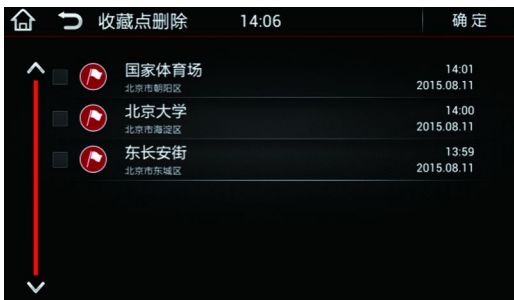 收藏点删除 14:06 确定
国家体育场 14:01
北京市朝阳区 2015.08.11
北京大学 14:00
北京市海淀区 2015.08.11
东长安街 13:59
北京市东城区 2015.08.11